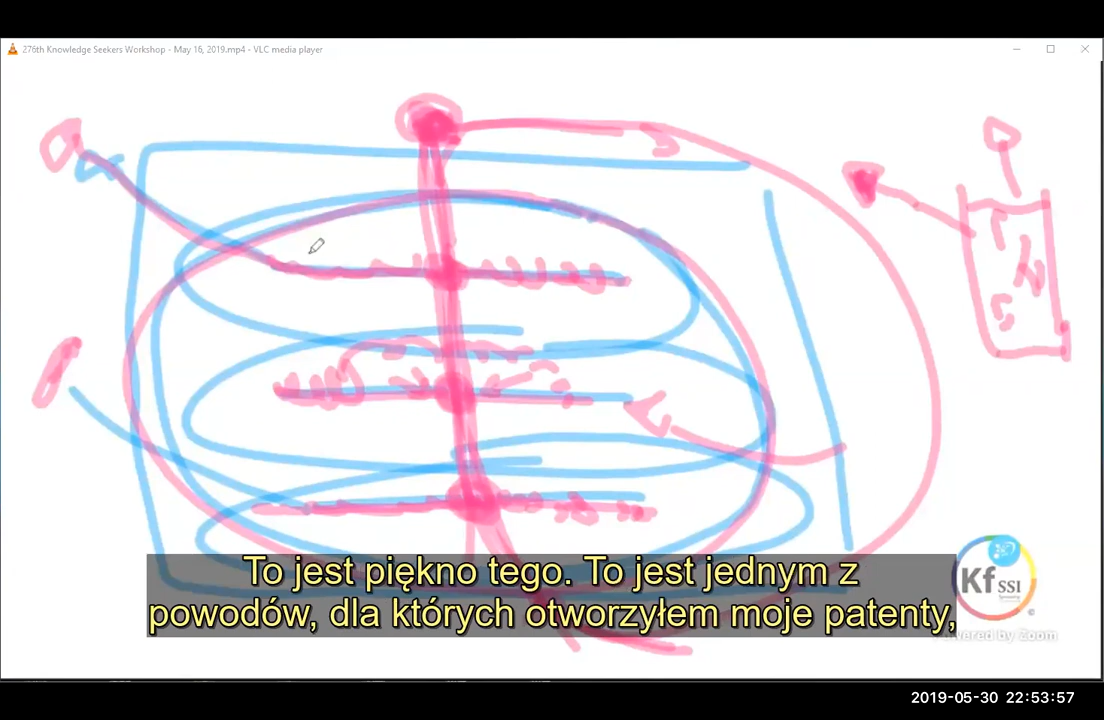 276th Knowledge Seekers Workshop - May 16, 2019.mp4 - VLC media player
To jest piękno tego. To jest jednym z
powodów, dla których otworzyłem moje patenty,
Kf SSI
wered by Zoom
2019-05-30 22:53:57